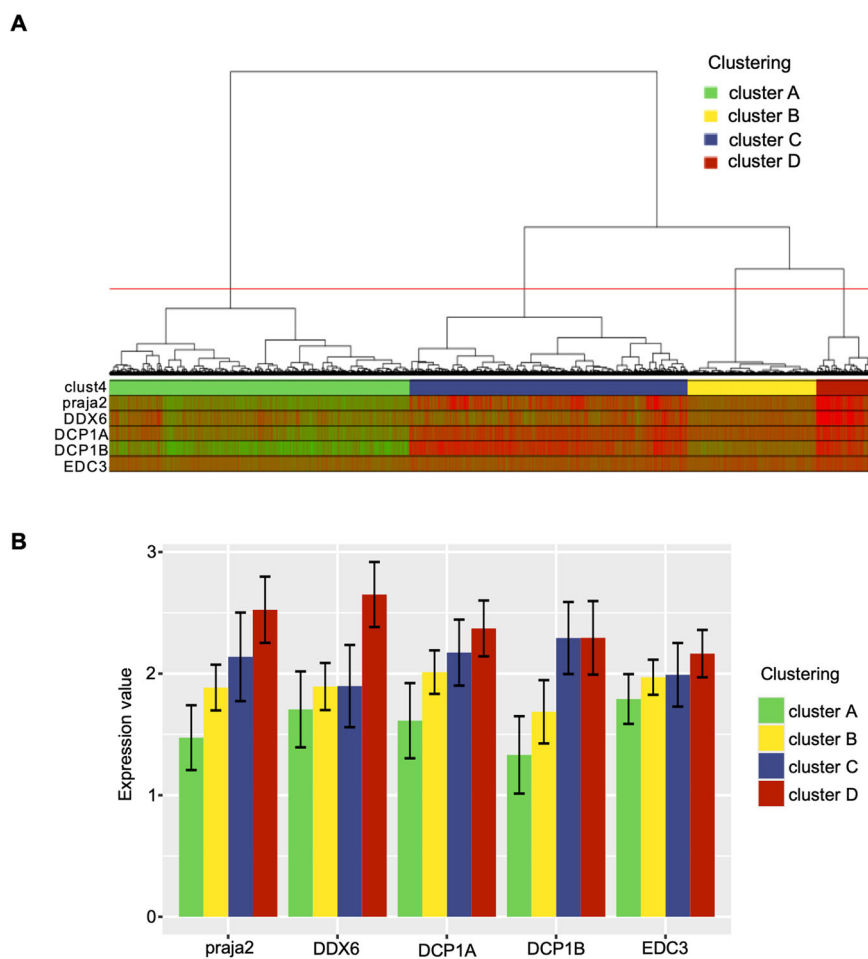 A
Clustering
cluster A
cluster B
cluster C
cluster D
clust4
praja2
DDX6
DCP1A
DCP1B
EDC3
B
3
2
1
0
Expression value
praja2 DDX6 DCP1A DCP1B EDC3
Clustering
cluster A
cluster B
cluster C
cluster D